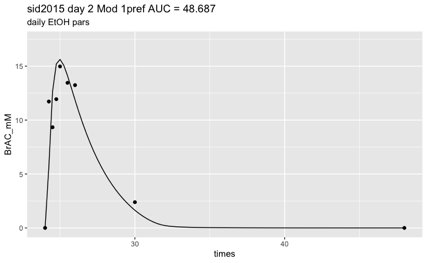 sid2015 day 2 Mod 1pref AUC = 48.687
daily EtOH pars
BrAC_mM
15
10
5
0
30
40
times